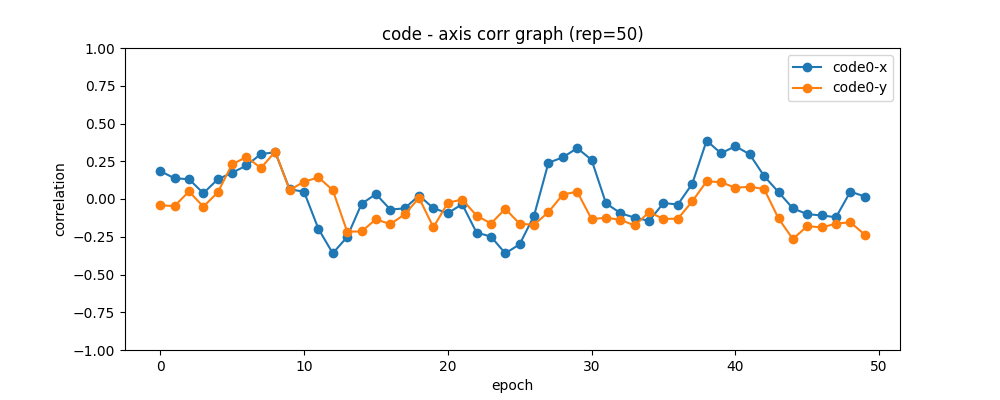 code - axis corr graph (rep=50)
1.00
0.75
0.50
0.25
0.00
−0.25
−0.50
−0.75
−1.00
correlation
code0-x
code0-y
0 10 20 30 40 50
epoch